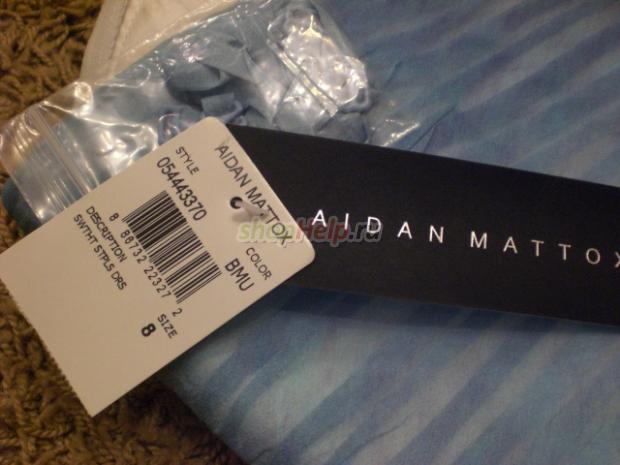 AIDAN MATTOX
STYLE
054443370
COLOR
BMU
8 88732 22327 2
DESCRIPTION
SWTHT STPLS DRS
SIZE
8
AIDAN MATTOX
shopHelp.ru